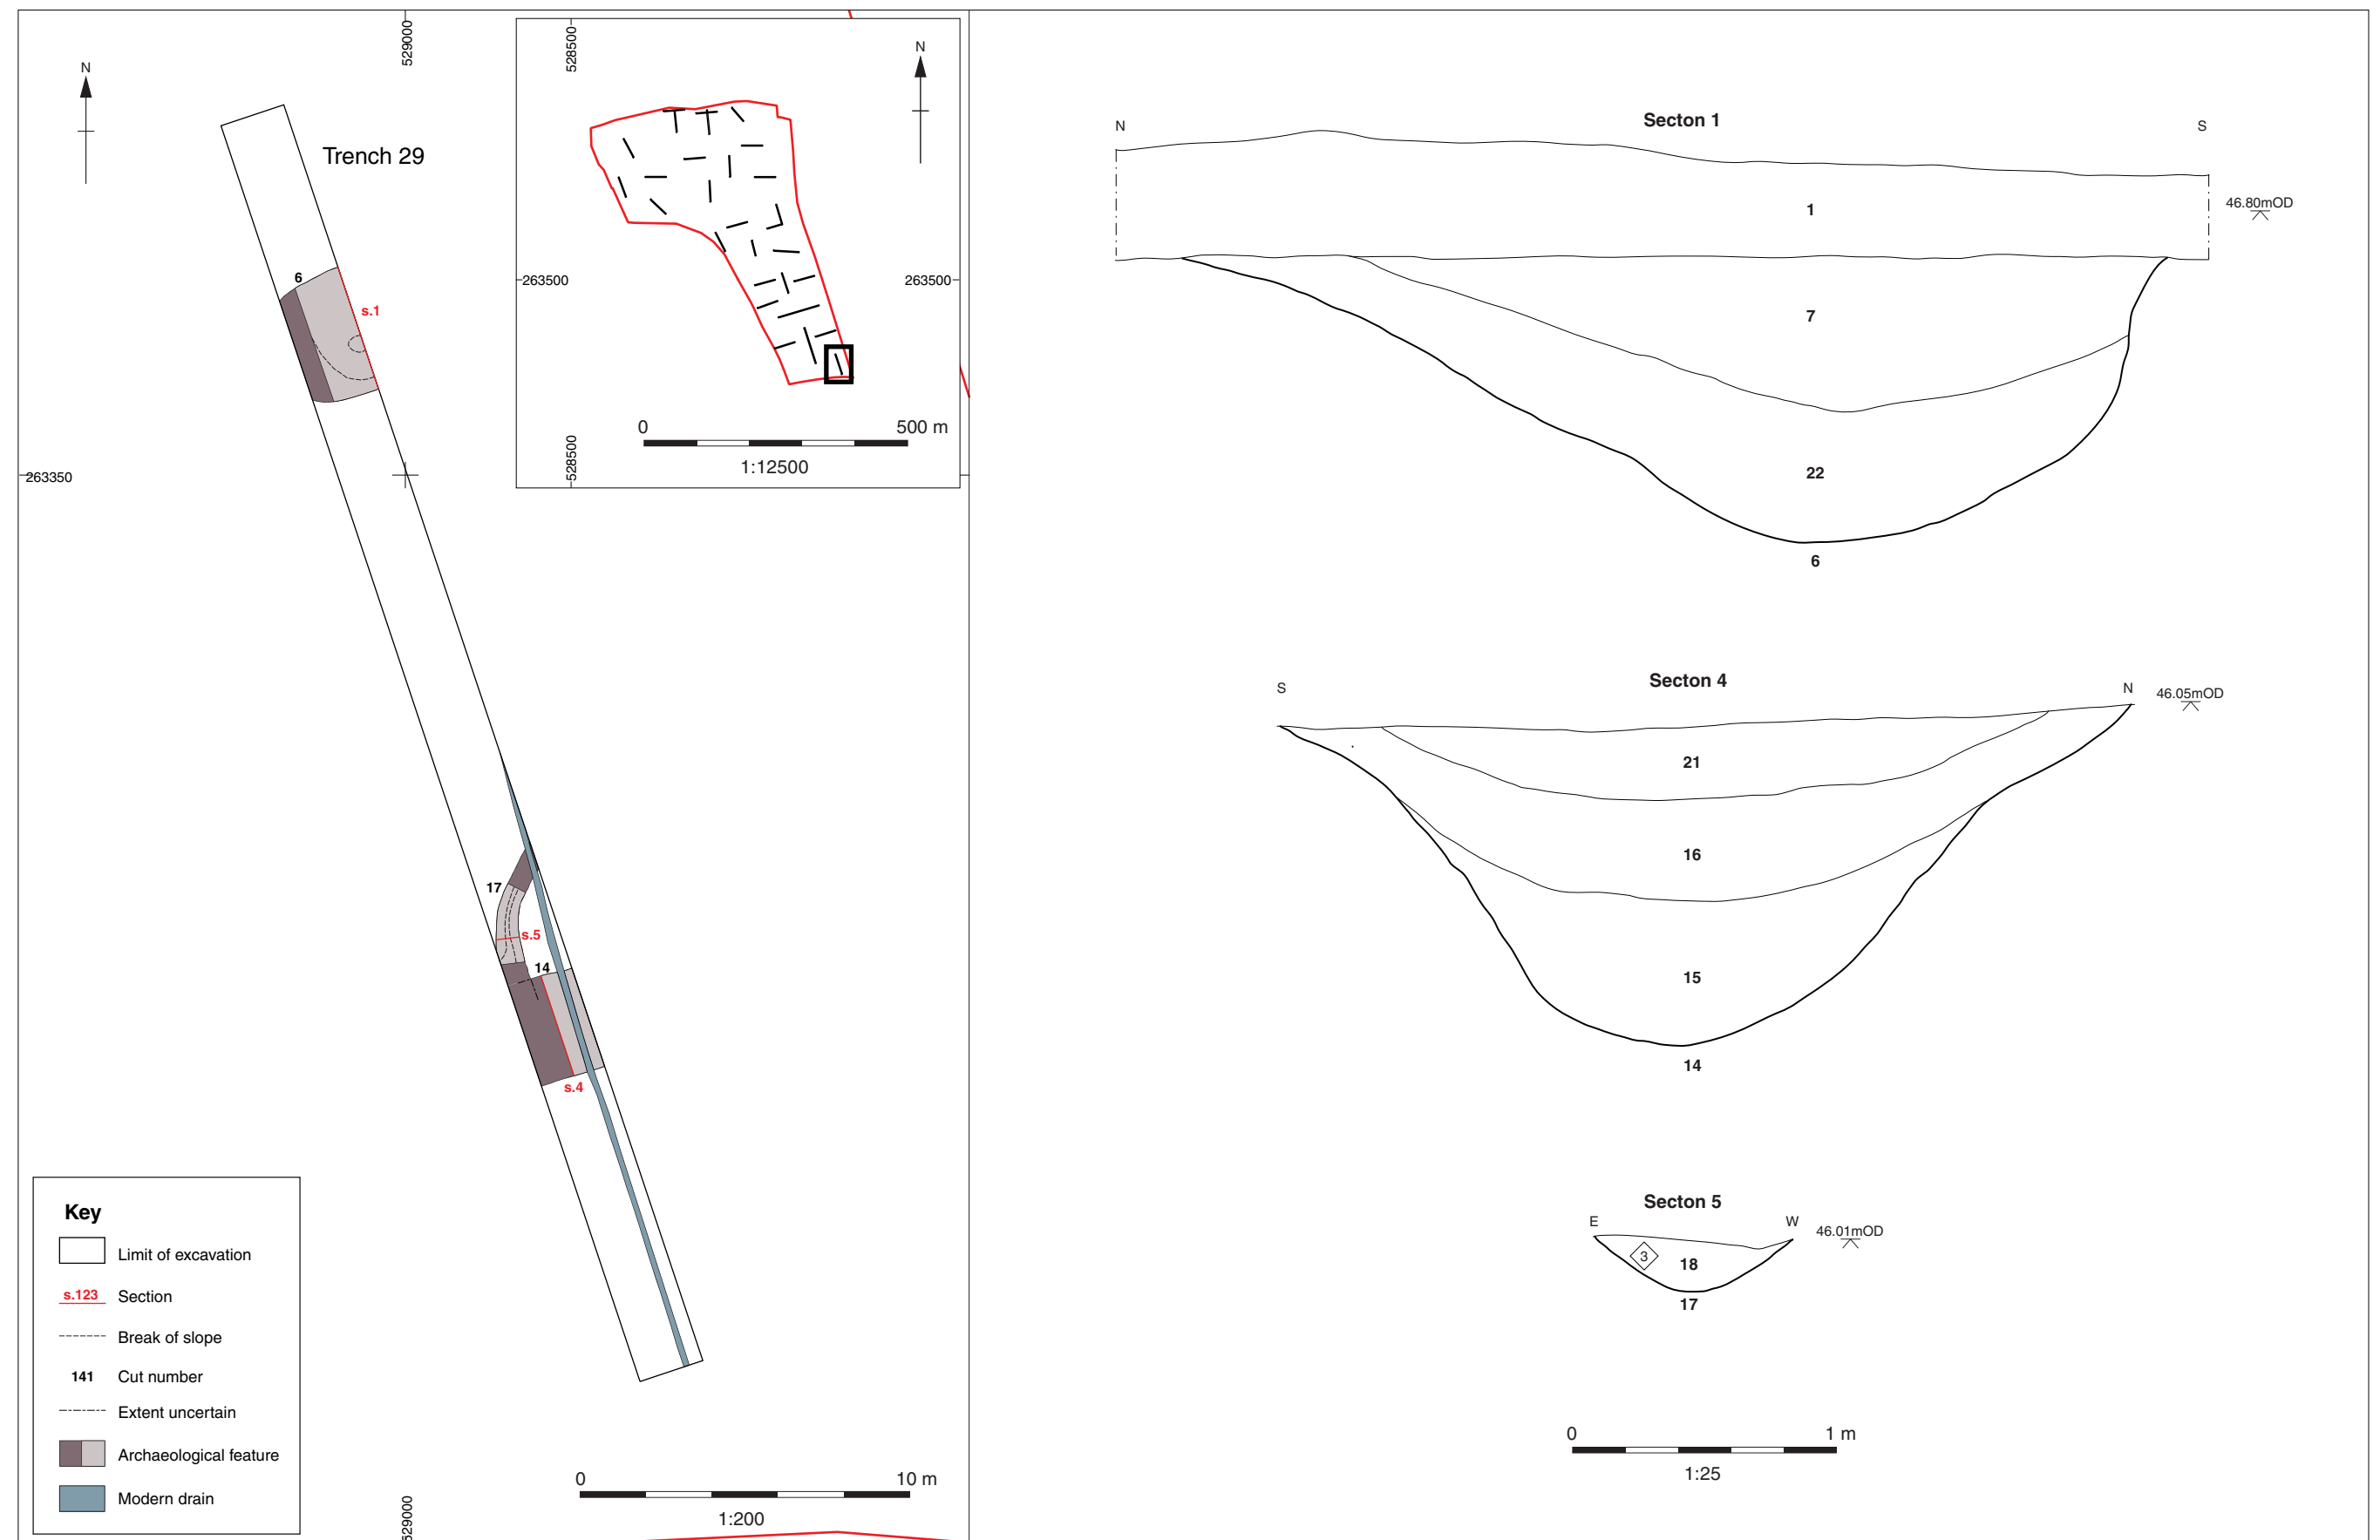 529000
N
Trench 29
6
s.1
263350
17
s.5
14
s.4
Key
Limit of excavation
s.123 Section
Break of slope
141 Cut number
Extent uncertain
Archaeological feature
Modern drain
0 10 m
1:200
529000
528500
N
263500 263500
0 500 m
1:12500
528500
Secton 1
N S
46.80mOD
1
7
22
6
Secton 4
S N
46.05mOD
21
16
15
14
Secton 5
E W
46.01mOD
3
18
17
0 1 m
1:25